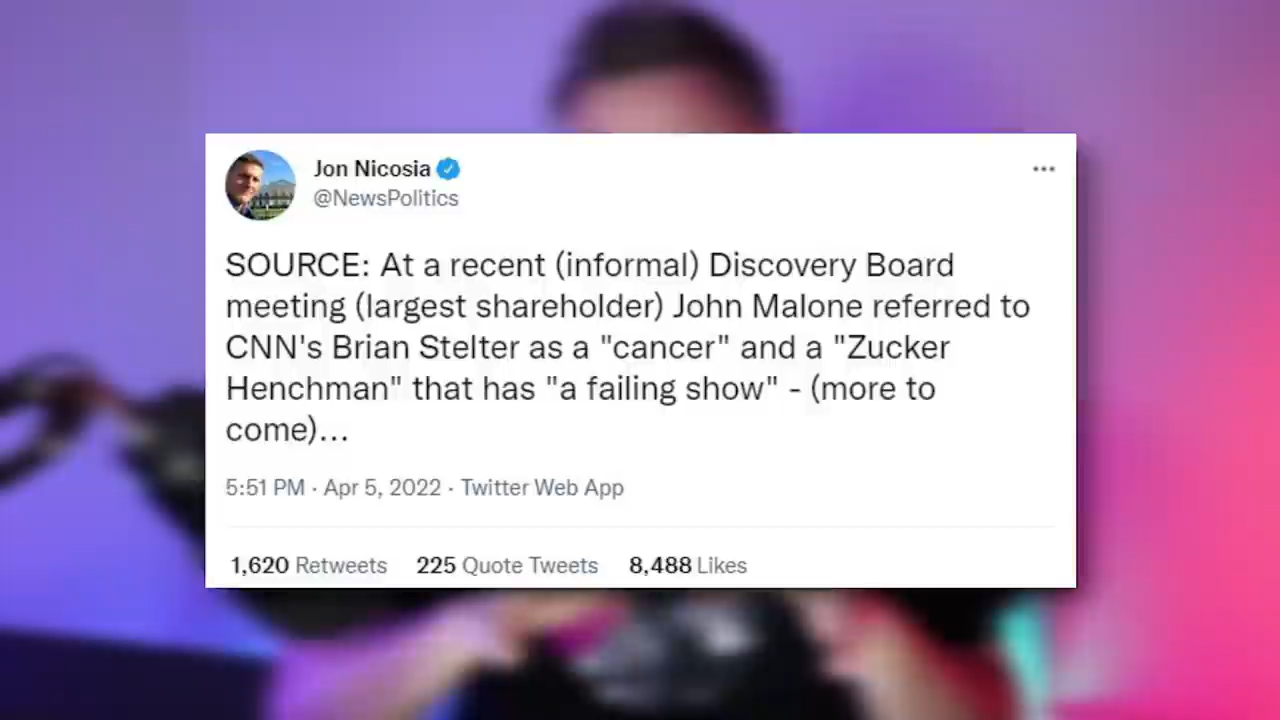 Jon Nicosia
@NewsPolitics
SOURCE: At a recent (informal) Discovery Board
meeting (largest shareholder) John Malone referred to
CNN's Brian Stelter as a "cancer" and a "Zucker
Henchman" that has "a failing show" - (more to
come)...
5:51 PM · Apr 5, 2022 · Twitter Web App
1,620 Retweets 225 Quote Tweets 8,488 Likes